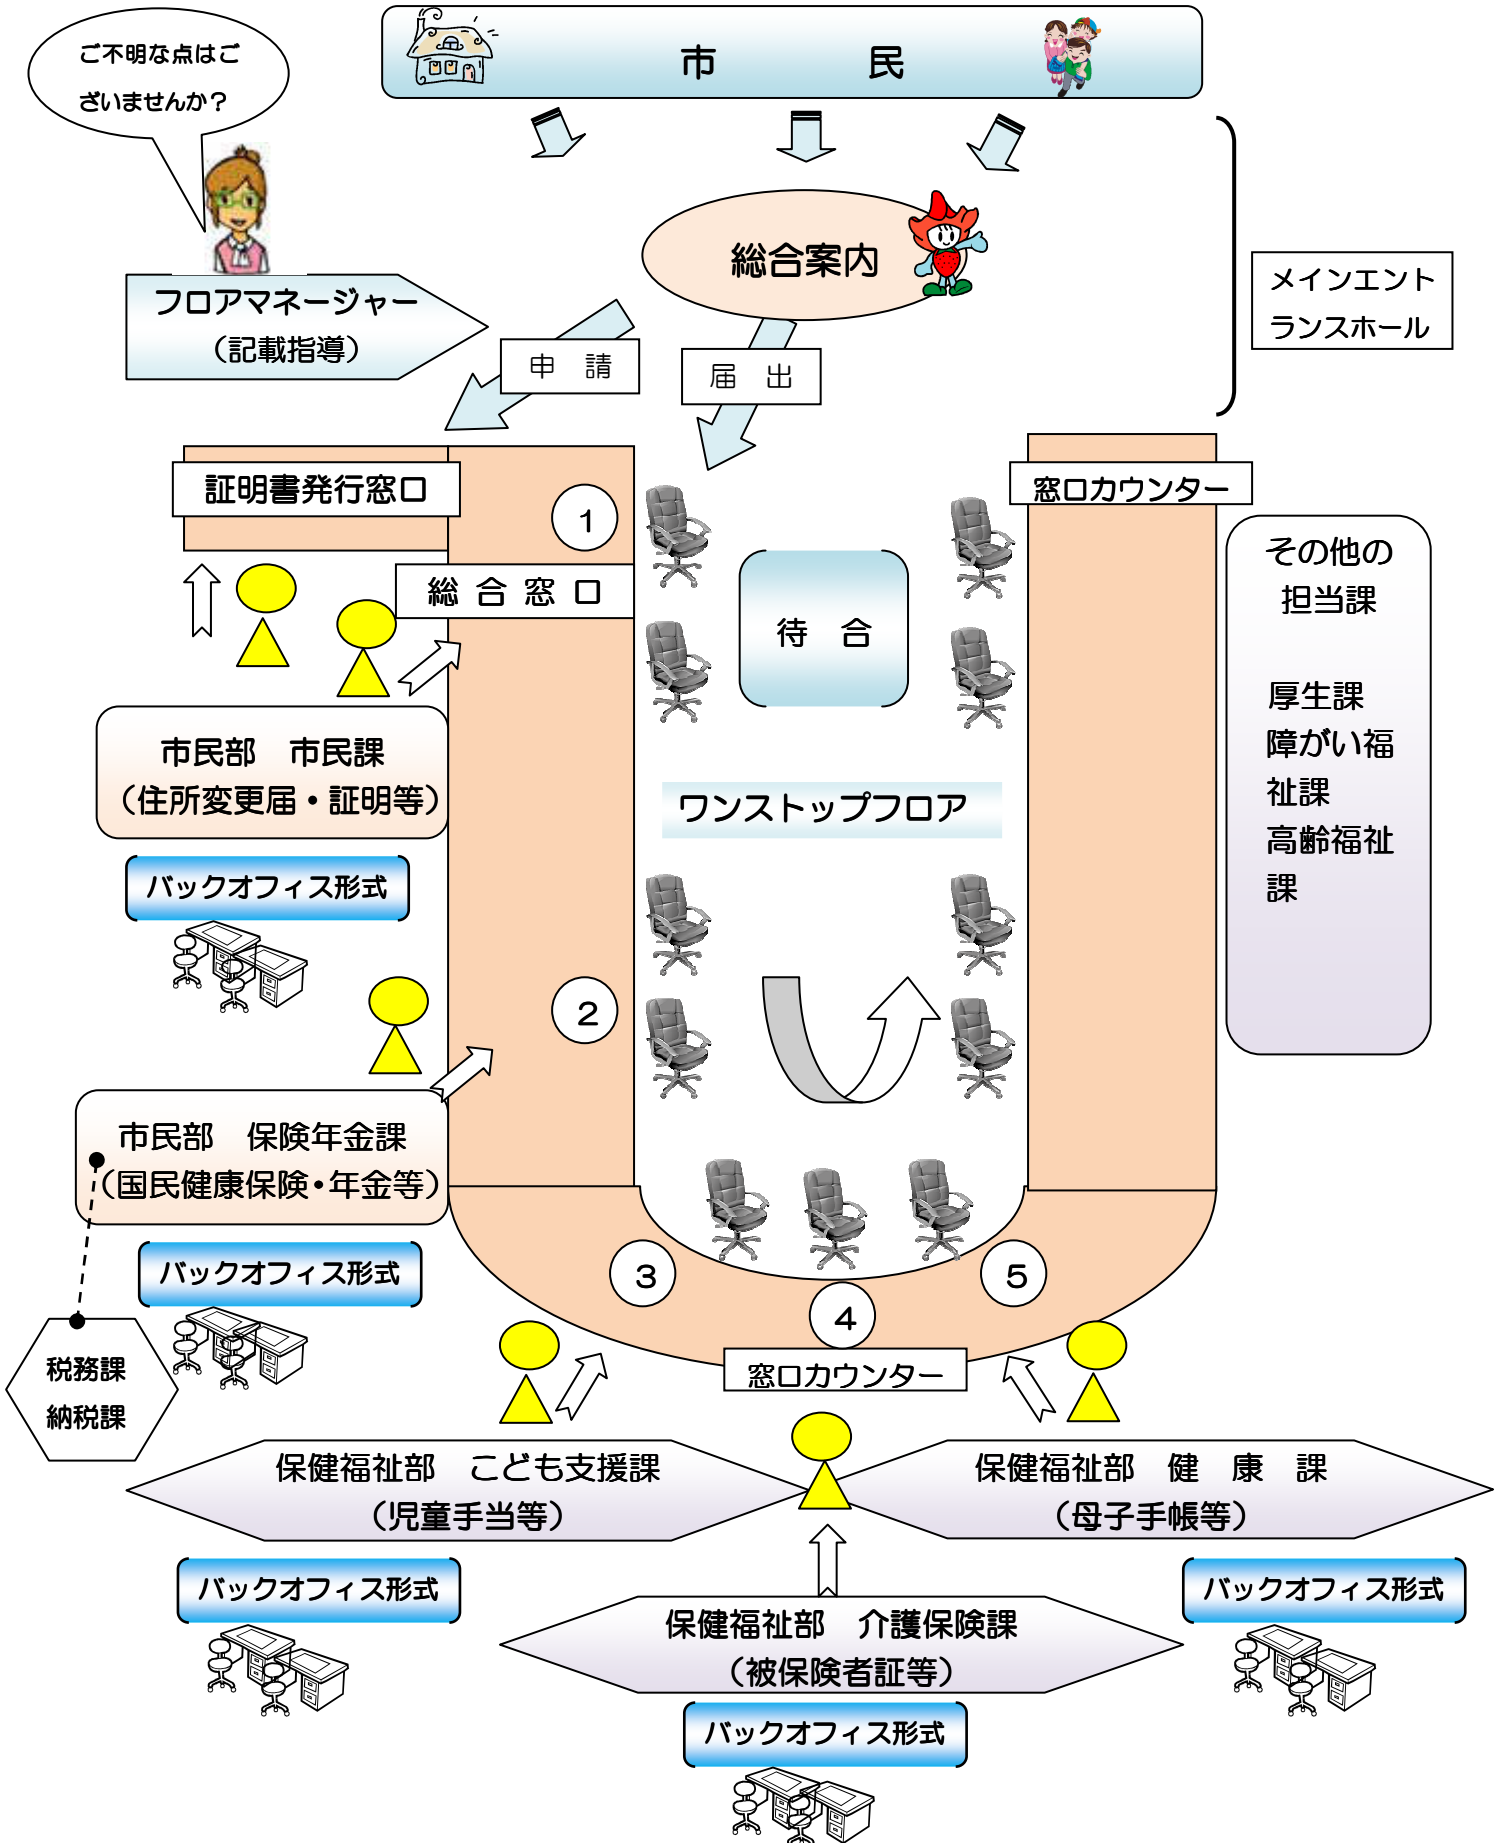 ご不明な点はご
ざいませんか？
市　民
総合案内
フロアマネージャー
（記載指導）
メインエント
ランスホール
申　請
届　出
証明書発行窓口
窓口カウンター
1
総合窓口
待　合
その他の
担当課
厚生課
障がい福
祉課
高齢福祉
課
市民部　市民課
（住所変更届・証明等）
ワンストップフロア
バックオフィス形式
2
市民部　保険年金課
（国民健康保険・年金等）
バックオフィス形式
3
4
5
窓口カウンター
税務課
納税課
保健福祉部　こども支援課
（児童手当等）
保健福祉部　健　康　課
（母子手帳等）
バックオフィス形式
バックオフィス形式
保健福祉部　介護保険課
（被保険者証等）
バックオフィス形式